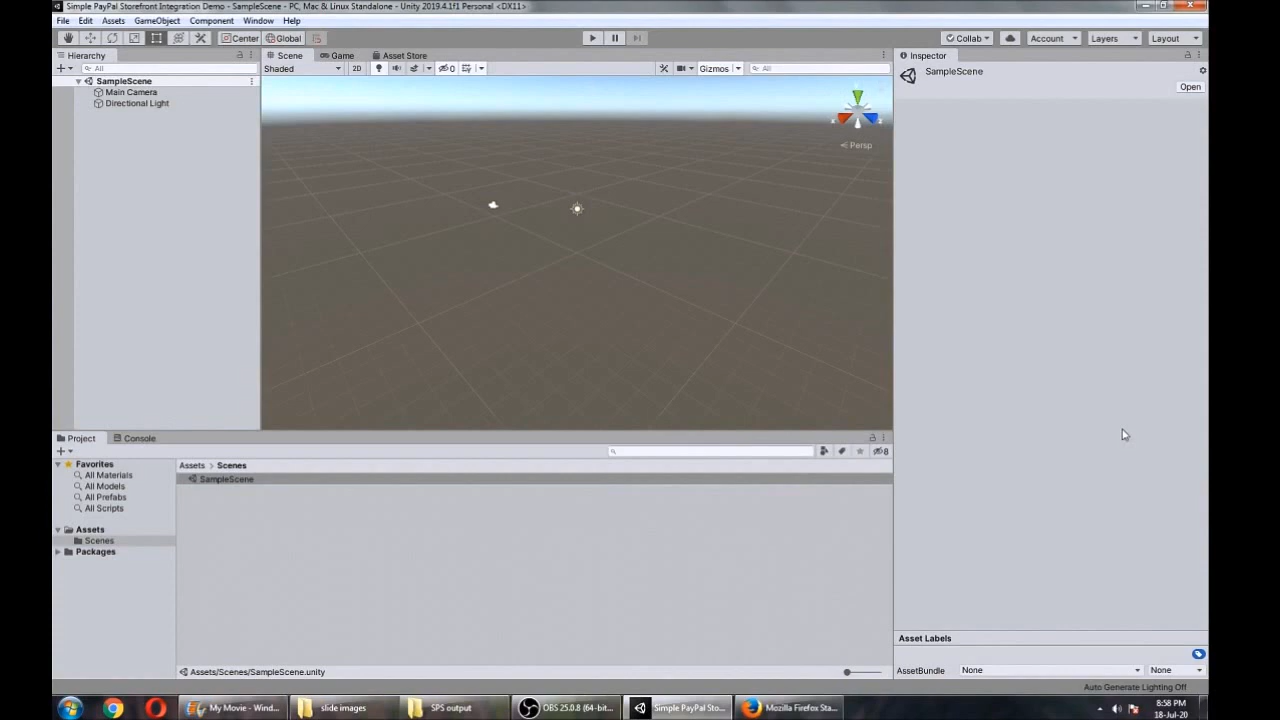 Simple PayPal Storefront Integration Demo - SampleScene - PC, Mac & Linux Standalone - Unity 2019.4.1f1 Personal <DX11>
File Edit Assets GameObject Component Window Help
Center Global Collab Account Layers Layout
Hierarchy
All
SampleScene
Main Camera
Directional Light
Scene Game Asset Store
Shaded 2D 0 Gizmos All
Persp
Inspector
SampleScene
Open
Project Console
8
Favorites
All Materials
All Models
All Prefabs
All Scripts
Assets
Scenes
Packages
Assets > Scenes
SampleScene
Assets/Scenes/SampleScene.unity
Asset Labels
AssetBundle None None
Auto Generate Lighting Off
My Movie - Wind... slide images SPS output OBS 25.0.8 (64-bit... Simple PayPal Sto... Mozilla Firefox Sta...
8:58 PM
18-Jul-20